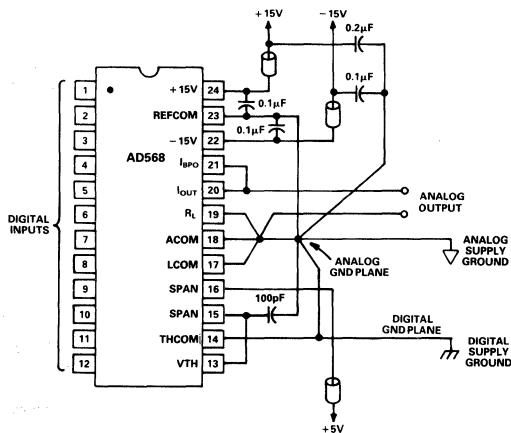 +15V
−15V
0.2μF
0.1μF
1
2
3
4
5
6
7
8
9
10
11
12
DIGITAL
INPUTS
AD568
+15V
REFCOM
−15V
IBPO
IOUT
RL
ACOM
LCOM
SPAN
SPAN
THCOM
VTH
24
23
22
21
20
19
18
17
16
15
14
13
0.1μF
0.1μF
100pF
ANALOG
OUTPUT
ANALOG
GND PLANE
ANALOG
SUPPLY
GROUND
DIGITAL
GND PLANE
DIGITAL
SUPPLY
GROUND
+5V